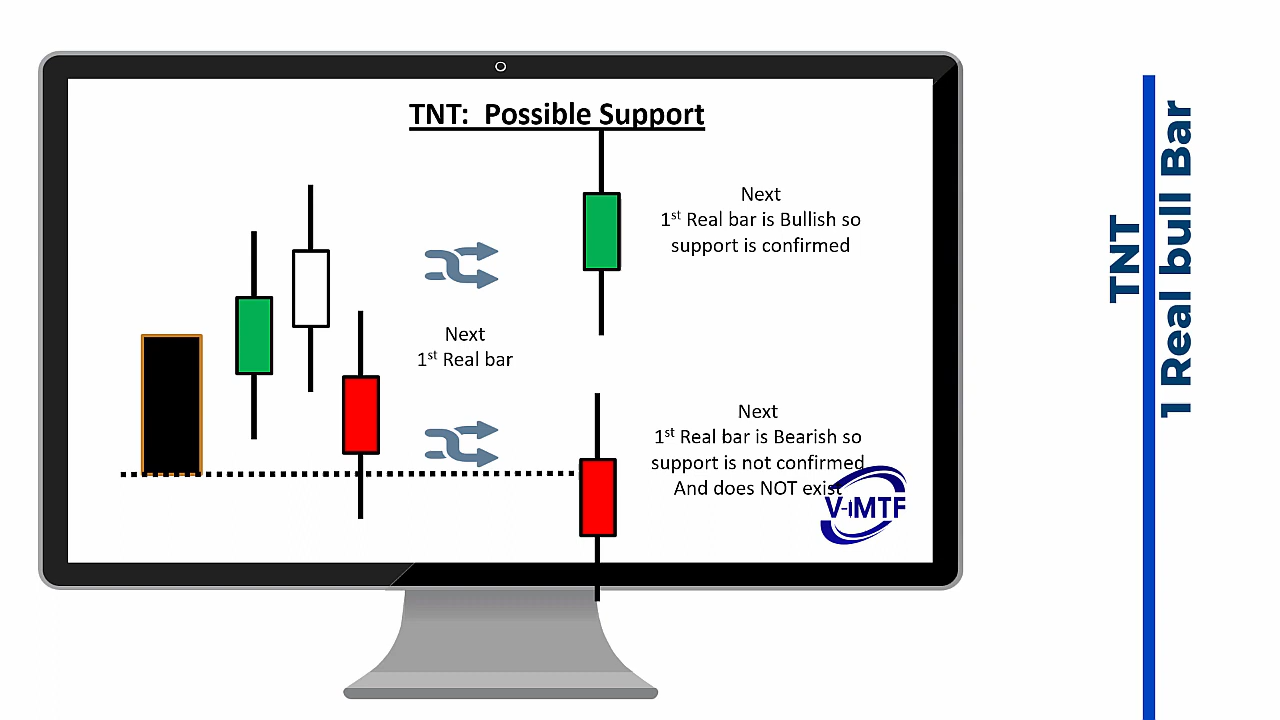 TNT: Possible Support
Next
1st Real bar is Bullish so
support is confirmed
Next
1st Real bar
Next
1st Real bar is Bearish so
support is not confirmed
And does NOT exist
V-iMTF
TNT
1 Real bull Bar